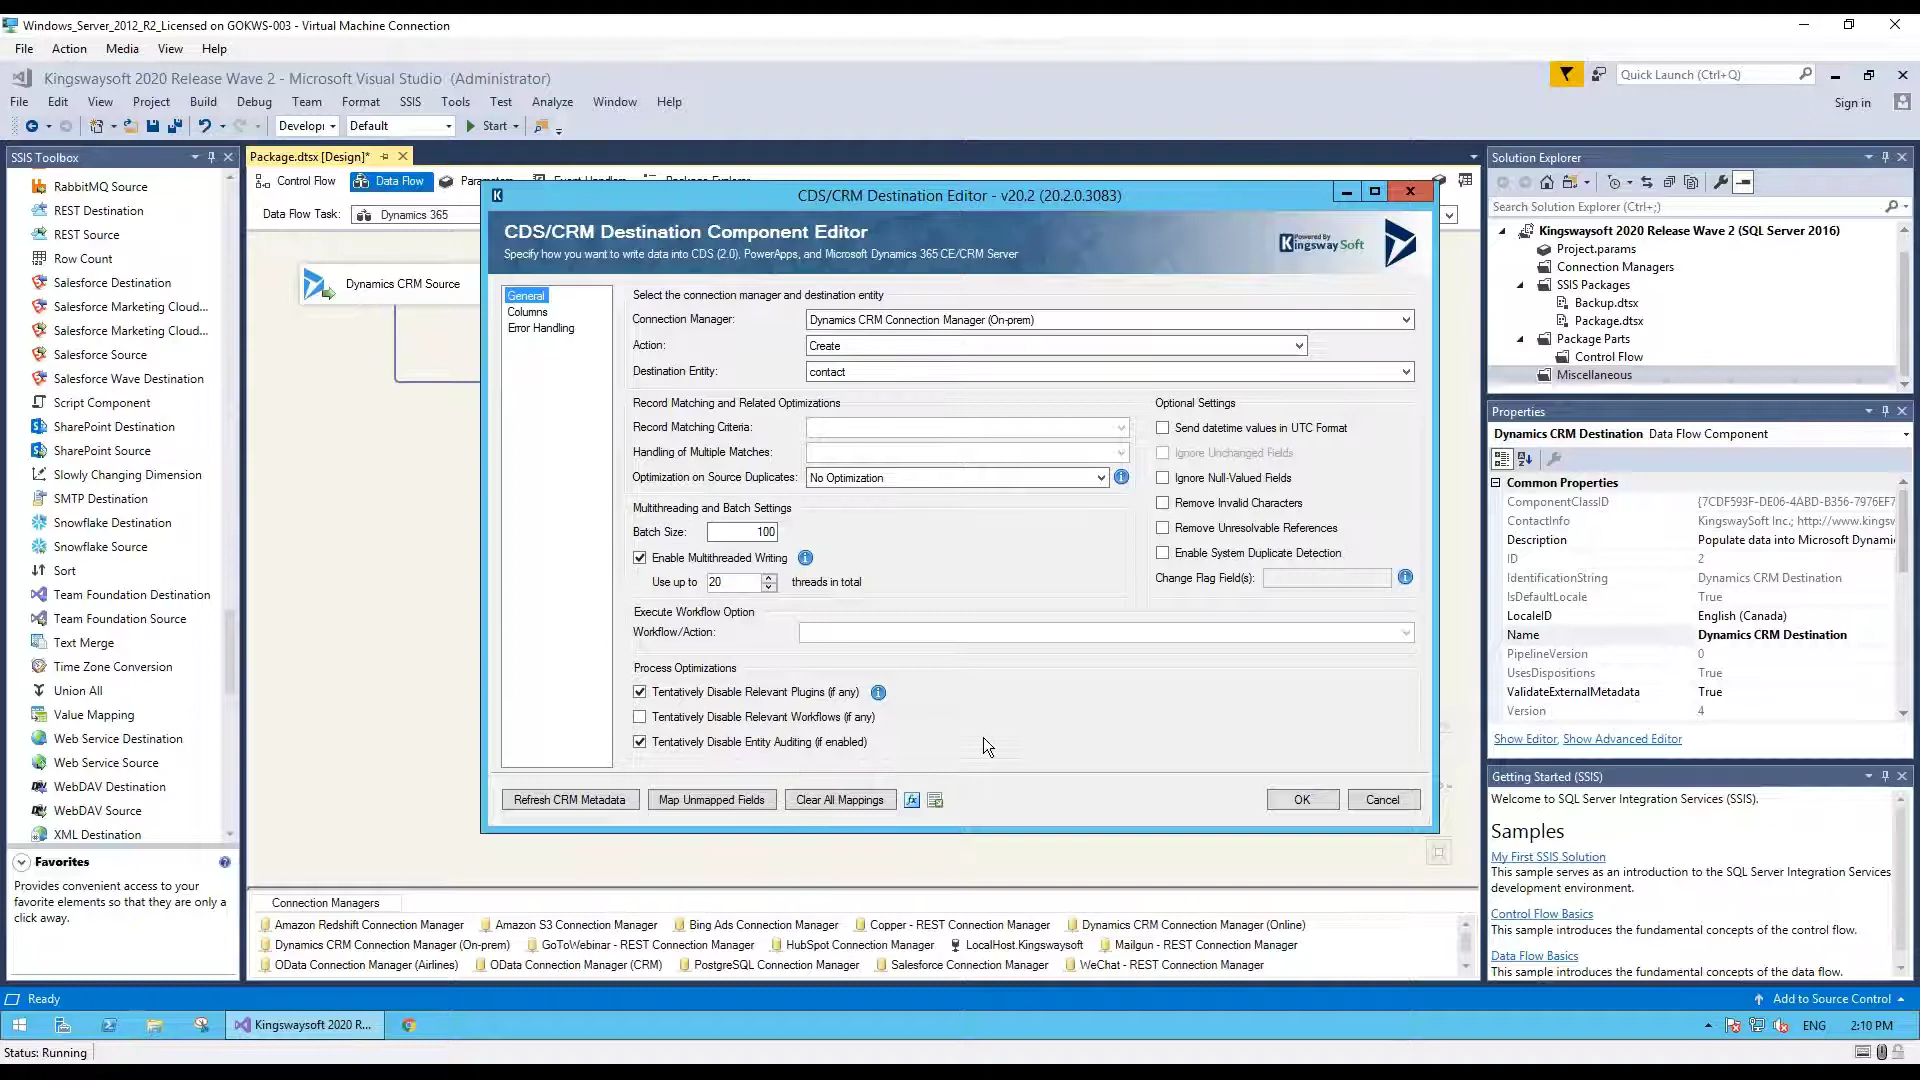 Windows_Server_2012_R2_Licensed on GOKWS-003 - Virtual Machine Connection
File Action Media View Help
Kingswaysoft 2020 Release Wave 2 - Microsoft Visual Studio (Administrator)
Quick Launch (Ctrl+Q)
File Edit View Project Build Debug Team Format SSIS Tools Test Analyze Window Help
Sign in
Develop Default Start
SSIS Toolbox
RabbitMQ Source
REST Destination
REST Source
Row Count
Salesforce Destination
Salesforce Marketing Cloud...
Salesforce Marketing Cloud...
Salesforce Source
Salesforce Wave Destination
Script Component
SharePoint Destination
SharePoint Source
Slowly Changing Dimension
SMTP Destination
Snowflake Destination
Snowflake Source
Sort
Team Foundation Destination
Team Foundation Source
Text Merge
Time Zone Conversion
Union All
Value Mapping
Web Service Destination
Web Service Source
WebDAV Destination
WebDAV Source
XML Destination
Favorites
Provides convenient access to your
favorite elements so that they are only a
click away.
Package.dtsx [Design]*
Control Flow Data Flow
Data Flow Task: Dynamics 365
Dynamics CRM Source
CDS/CRM Destination Editor - v20.2 (20.2.0.3083)
CDS/CRM Destination Component Editor
Specify how you want to write data into CDS (2.0), PowerApps, and Microsoft Dynamics 365 CE/CRM Server
Powered By
KingswaySoft
General
Columns
Error Handling
Select the connection manager and destination entity
Connection Manager: Dynamics CRM Connection Manager (On-prem)
Action: Create
Destination Entity: contact
Record Matching and Related Optimizations
Record Matching Criteria:
Handling of Multiple Matches:
Optimization on Source Duplicates: No Optimization
Multithreading and Batch Settings
Batch Size: 100
Enable Multithreaded Writing
Use up to 20 threads in total
Optional Settings
Send datetime values in UTC Format
Ignore Unchanged Fields
Ignore Null-Valued Fields
Remove Invalid Characters
Remove Unresolvable References
Enable System Duplicate Detection
Change Flag Field(s):
Execute Workflow Option
Workflow/Action:
Process Optimizations
Tentatively Disable Relevant Plugins (if any)
Tentatively Disable Relevant Workflows (if any)
Tentatively Disable Entity Auditing (if enabled)
Refresh CRM Metadata Map Unmapped Fields Clear All Mappings fx OK Cancel
Connection Managers
Amazon Redshift Connection Manager Amazon S3 Connection Manager Bing Ads Connection Manager Copper - REST Connection Manager Dynamics CRM Connection Manager (Online)
Dynamics CRM Connection Manager (On-prem) GoToWebinar - REST Connection Manager HubSpot Connection Manager LocalHost.Kingswaysoft Mailgun - REST Connection Manager
OData Connection Manager (Airlines) OData Connection Manager (CRM) PostgreSQL Connection Manager Salesforce Connection Manager WeChat - REST Connection Manager
Solution Explorer
Search Solution Explorer (Ctrl+;)
Kingswaysoft 2020 Release Wave 2 (SQL Server 2016)
Project.params
Connection Managers
SSIS Packages
Backup.dtsx
Package.dtsx
Package Parts
Control Flow
Miscellaneous
Properties
Dynamics CRM Destination Data Flow Component
Common Properties
ComponentClassID {7CDF593F-DE06-4ABD-B356-7976EF7
ContactInfo KingswaySoft Inc.; http://www.kingsw
Description Populate data into Microsoft Dynami
ID 2
IdentificationString Dynamics CRM Destination
IsDefaultLocale True
LocaleID English (Canada)
Name Dynamics CRM Destination
PipelineVersion 0
UsesDispositions True
ValidateExternalMetadata True
Version 4
Show Editor, Show Advanced Editor
Getting Started (SSIS)
Welcome to SQL Server Integration Services (SSIS).
Samples
My First SSIS Solution
This sample serves as an introduction to the SQL Server Integration Services
development environment.
Control Flow Basics
This sample introduces the fundamental concepts of the control flow.
Data Flow Basics
This sample introduces the fundamental concepts of the data flow.
Ready
Add to Source Control
Kingswaysoft 2020 R...
ENG 2:10 PM
Status: Running